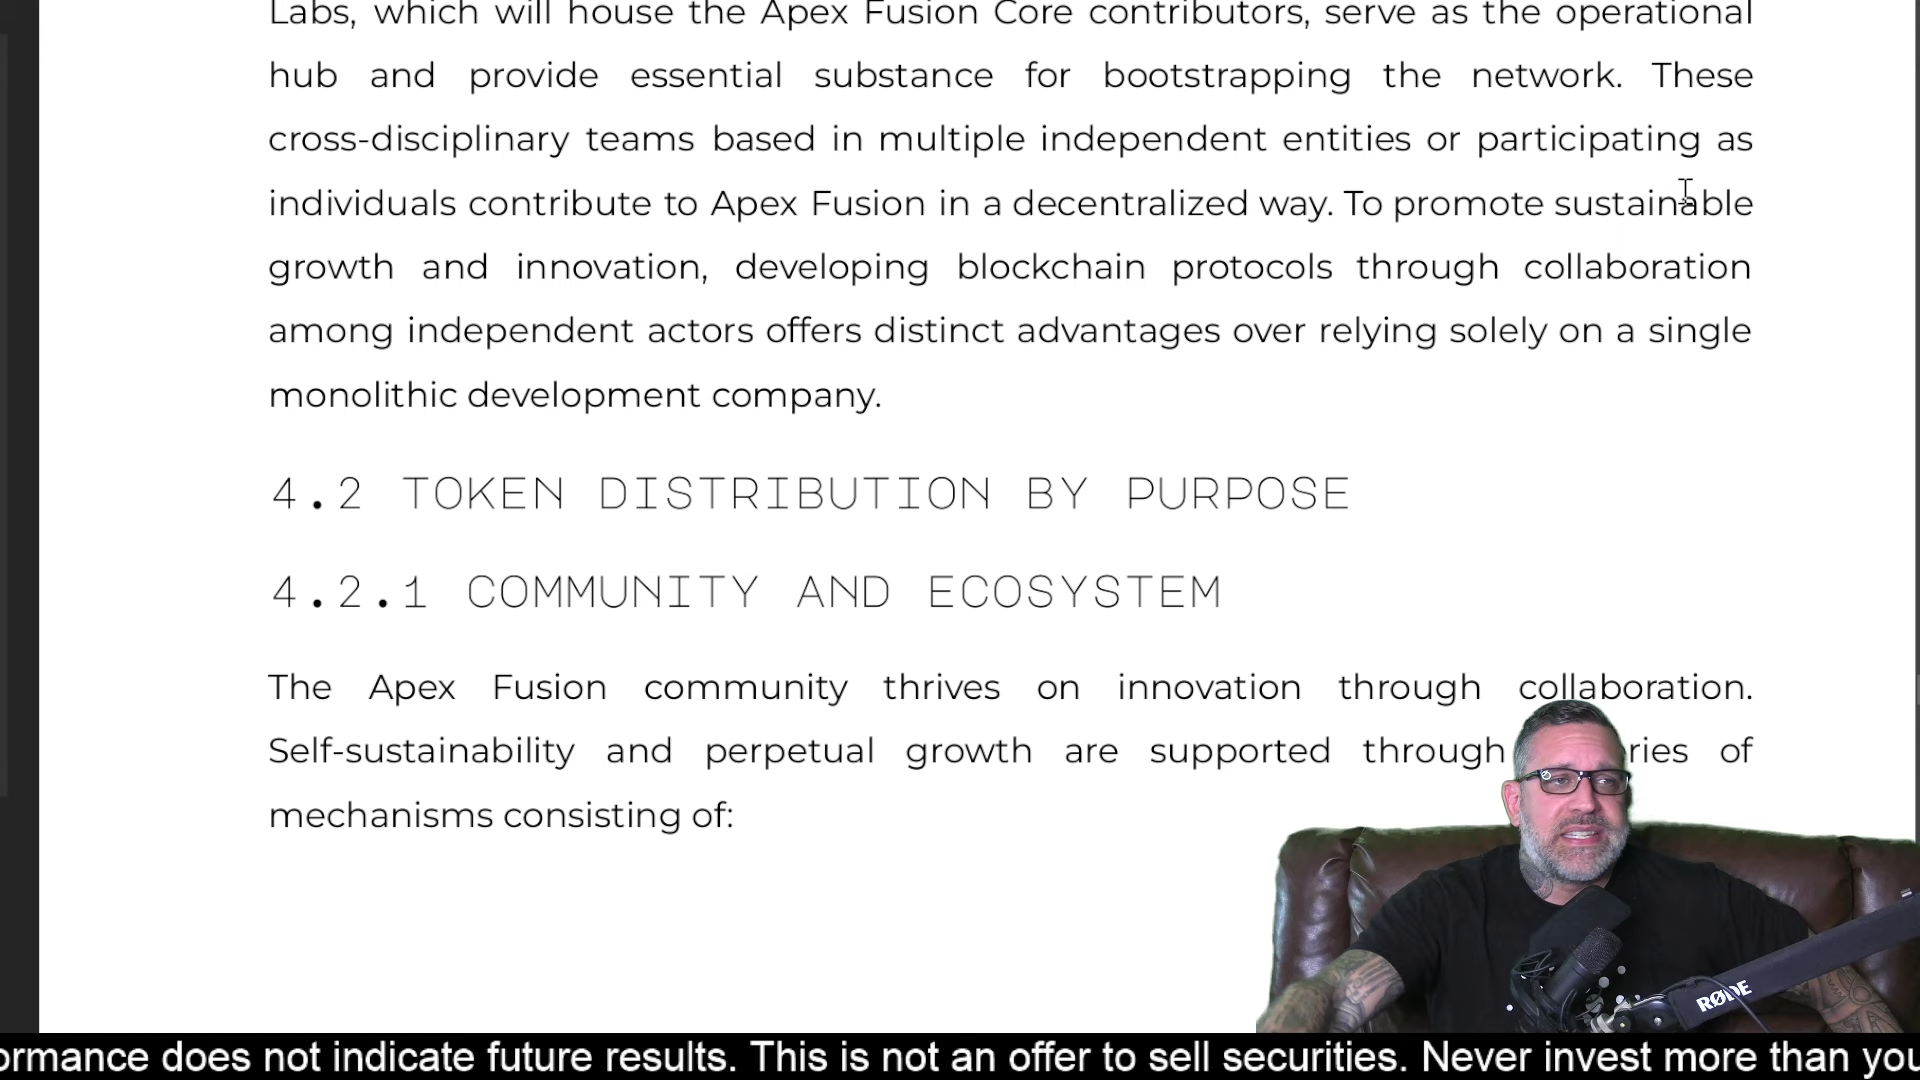 Labs, which will house the Apex Fusion Core contributors, serve as the operational
hub and provide essential substance for bootstrapping the network. These
cross-disciplinary teams based in multiple independent entities or participating as
individuals contribute to Apex Fusion in a decentralized way. To promote sustainable
growth and innovation, developing blockchain protocols through collaboration
among independent actors offers distinct advantages over relying solely on a single
monolithic development company.
4.2 TOKEN DISTRIBUTION BY PURPOSE
4.2.1 COMMUNITY AND ECOSYSTEM
The Apex Fusion community thrives on innovation through collaboration.
Self-sustainability and perpetual growth are supported through ries of
mechanisms consisting of:
RØDE
ormance does not indicate future results. This is not an offer to sell securities. Never invest more than you